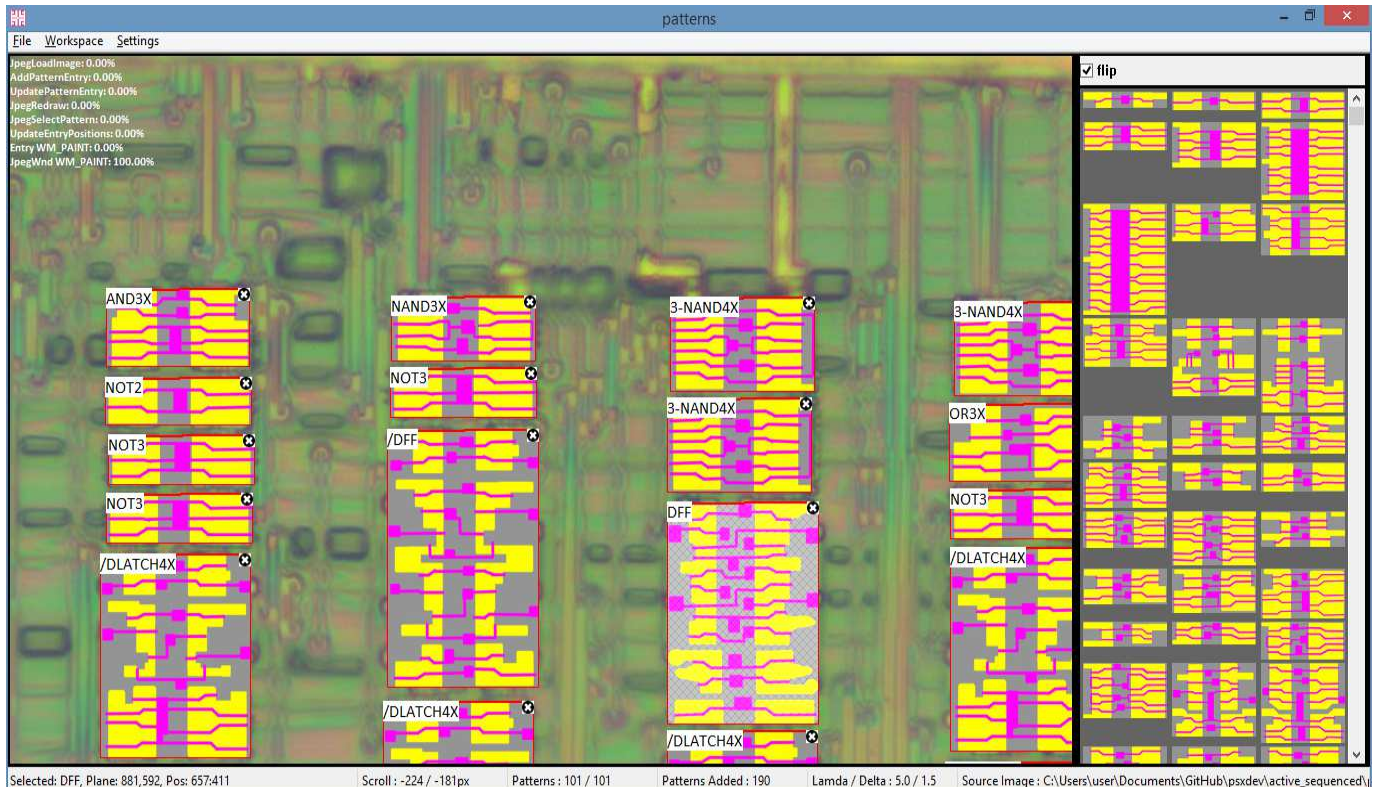 patterns
File Workspace Settings
JpegLoadImage: 0.00%
AddPatternEntry: 0.00%
UpdatePatternEntry: 0.00%
JpegRedraw: 0.00%
JpegSelectPattern: 0.00%
UpdateEntryPositions: 0.00%
Entry WM_PAINT: 0.00%
JpegWnd WM_PAINT: 100.00%
flip
AND3X
NAND3X
3-NAND4X
3-NAND4X
NOT2
NOT3
3-NAND4X
OR3X
NOT3
/DFF
NOT3
DFF
NOT3
/DLATCH4X
/DLATCH4X
/DLATCH4X
/DLATCH4X
Selected: DFF, Plane: 881,592, Pos: 657:411
Scroll : -224 / -181px
Patterns : 101 / 101
Patterns Added : 190
Lamda / Delta : 5.0 / 1.5
Source Image : C:\Users\user\Documents\GitHub\psxdev\active_sequenced\